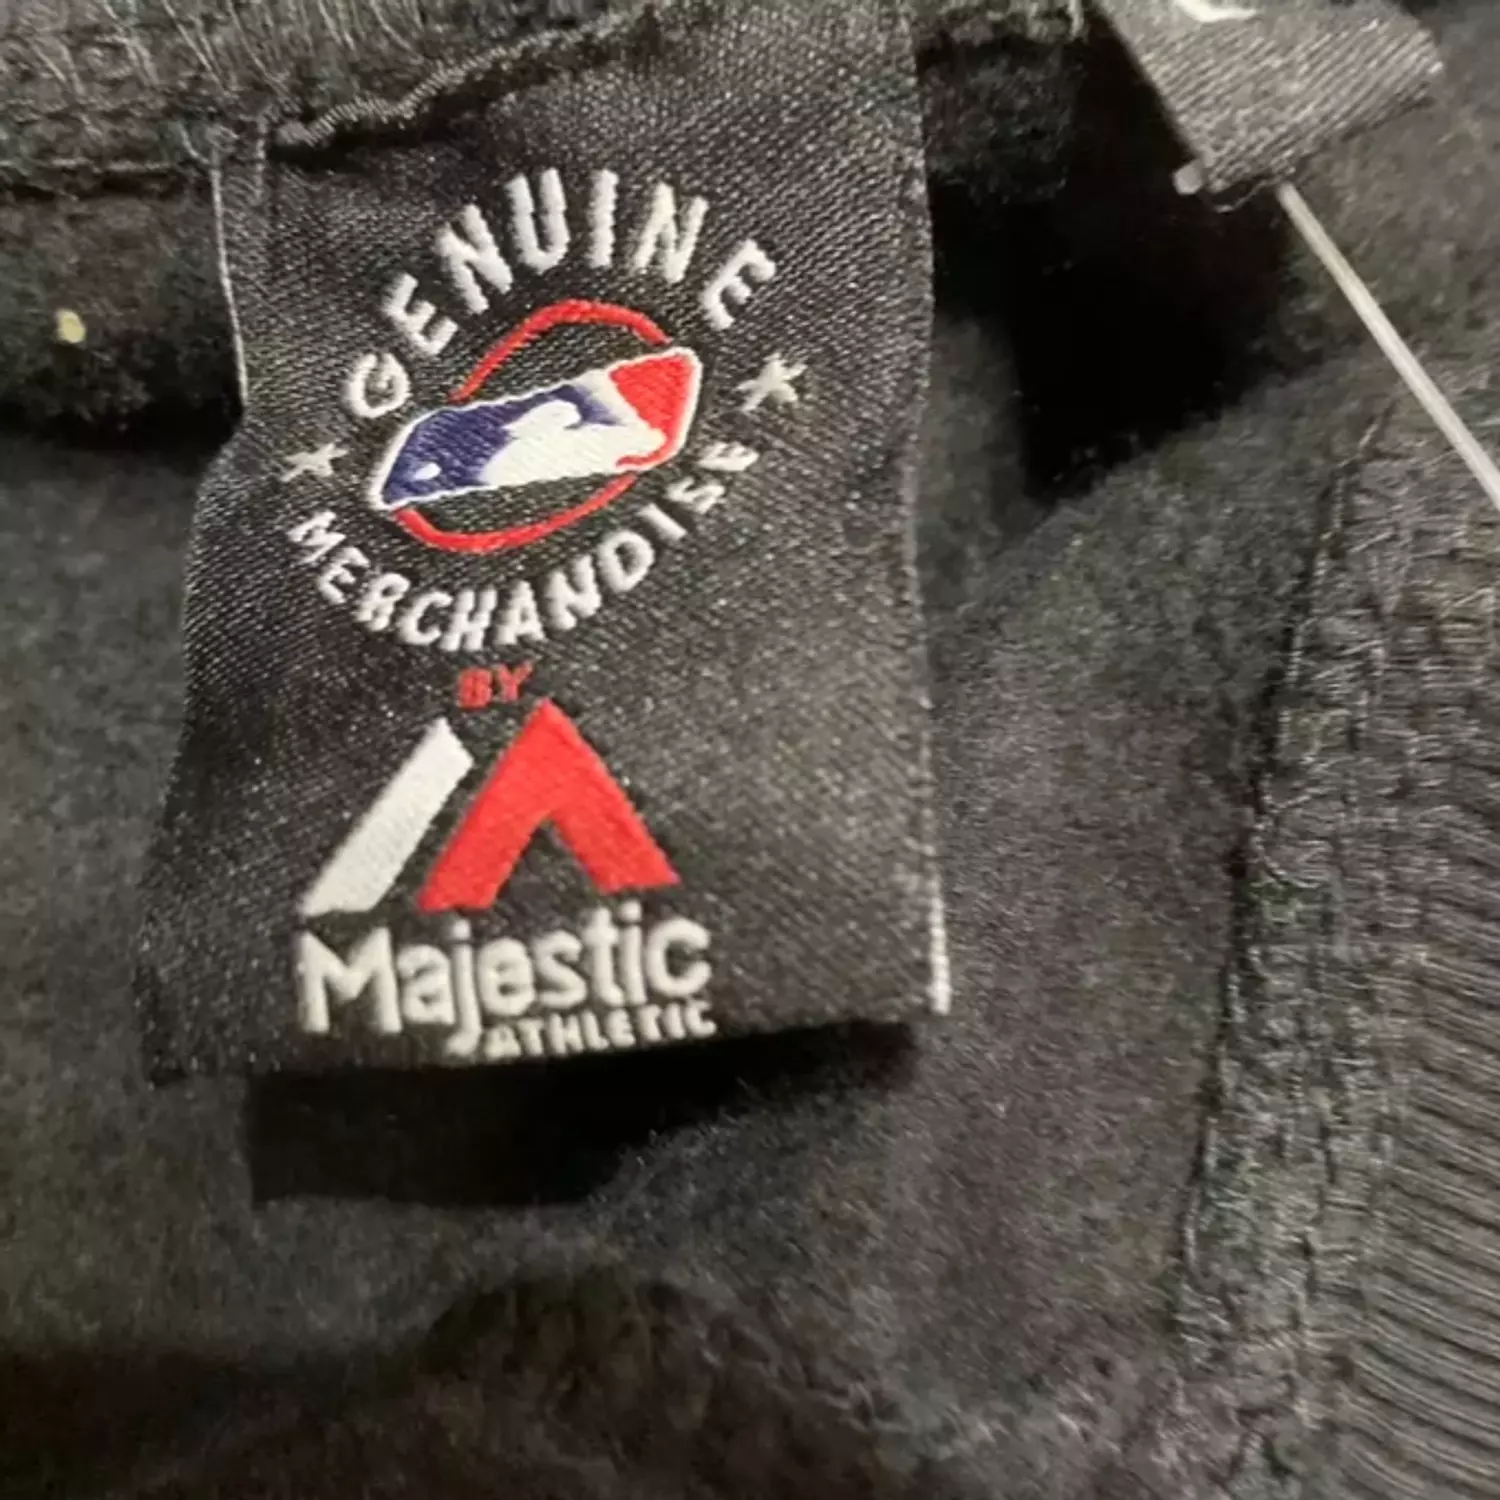 GENUINE
MERCHANDISE
BY
Majestic
ATHLETIC